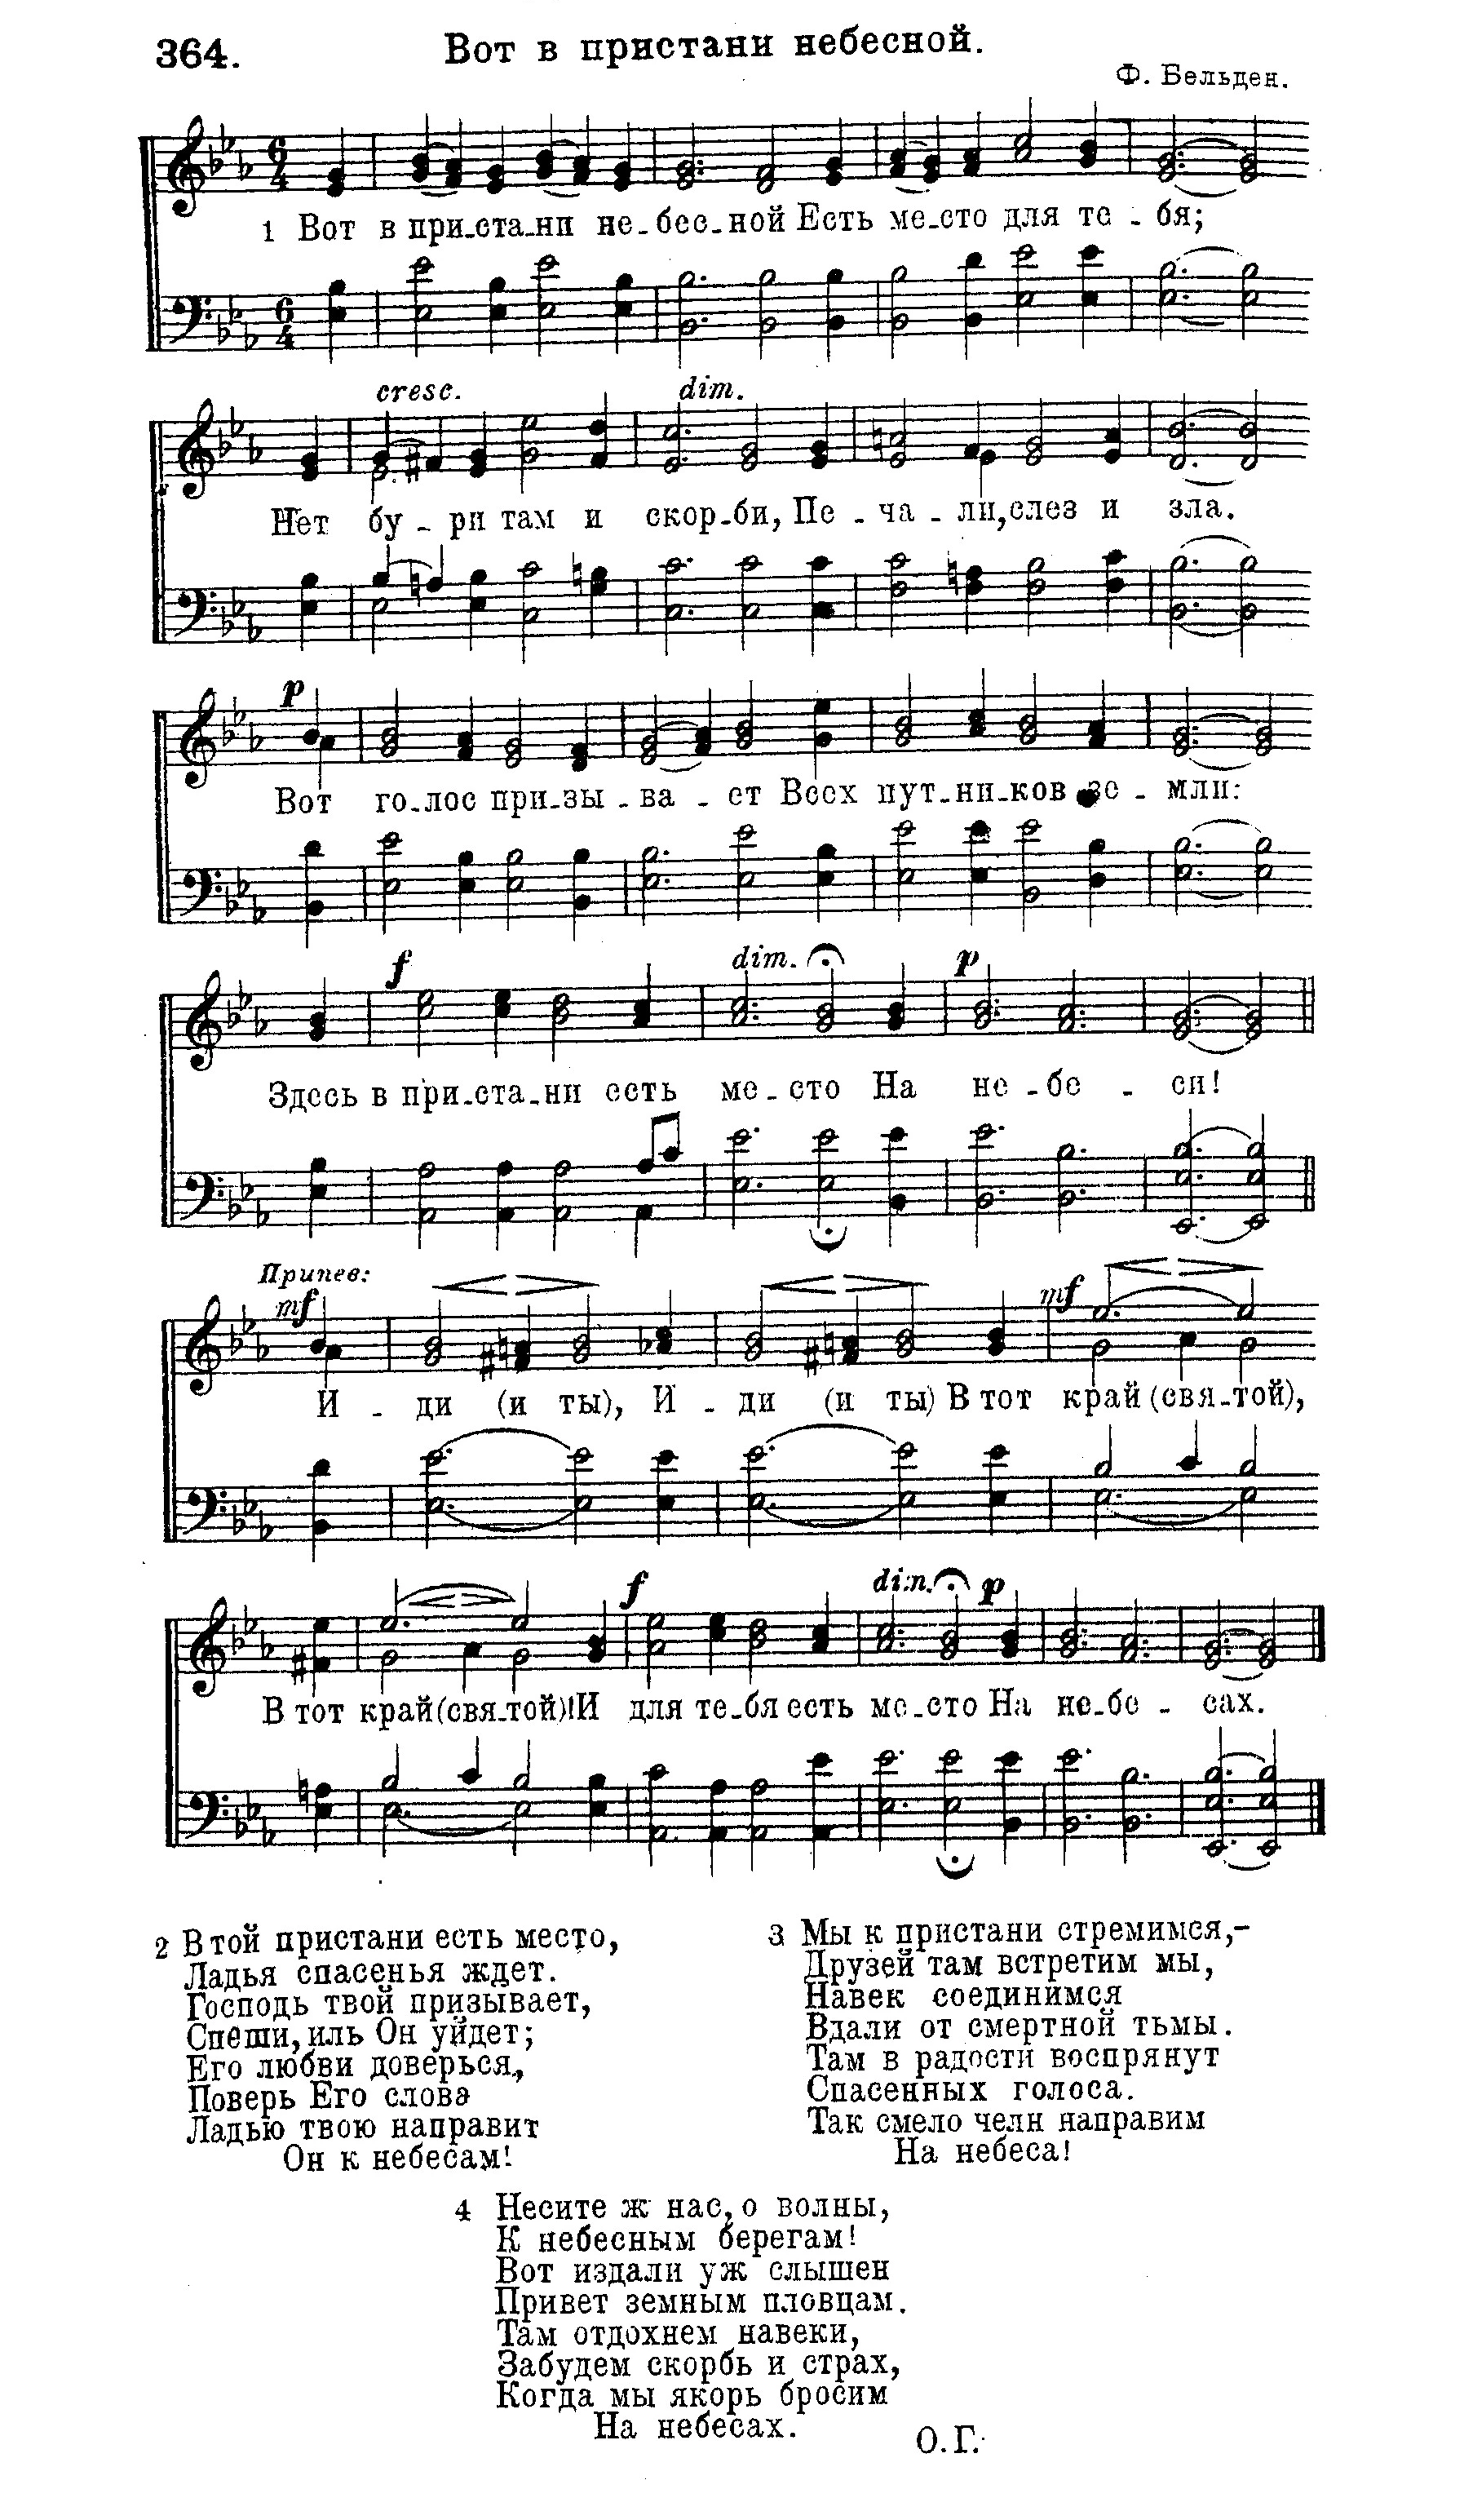 364.
Вот в пристани небесной.
Ф. Бельден.
1 Вот в при-ста-ни не-бес-ной Есть ме-сто для те-бя;
cresc. dim.
Нет бу-ри там и скор-би, Пе-ча-ли, слез и зла.
p
Вот го-лос при-зы-ва-ет Всех пут-ни-ков зе-мли:
f dim. p
Здесь в при-ста-ни есть ме-сто На не-бе-си!
Припев:
mf mf
И-ди (и ты), И-ди (и ты) В тот край (свя-той),
f dim. p
В тот край (свя-той)! И для те-бя есть ме-сто На не-бе-сах.
2 В той пристани есть место,
Ладья спасенья ждет.
Господь твой призывает,
Спеши, иль Он уйдет;
Его любви доверься,
Поверь Его слова
Ладью твою направит
Он к небесам!
3 Мы к пристани стремимся,-
Друзей там встретим мы,
Навек соединимся
Вдали от смертной тьмы.
Там в радости воспрянут
Спасенных голоса.
Так смело челн направим
На небеса!
4 Несите ж нас, о волны,
К небесным берегам!
Вот издали уж слышен
Привет земным пловцам.
Там отдохнем навеки,
Забудем скорбь и страх,
Когда мы якорь бросим
На небесах.
О.Г.